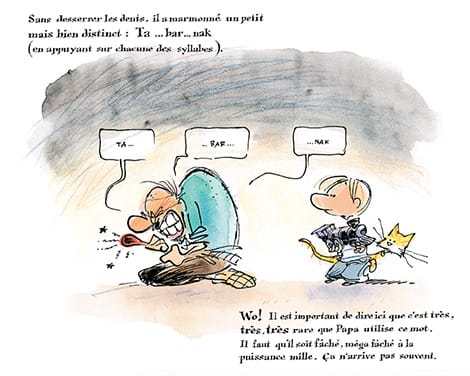 Sans desserrer les dents, il a marmonné un petit
mais bien distinct : Ta ...bar...nak
(en appuyant sur chacune des syllabes).
TA...
... BAR...
...NAK
Wo! Il est important de dire ici que c'est très,
très, très rare que Papa utilise ce mot.
Il faut qu'il soit fâché, méga fâché à la
puissance mille. Ça n'arrive pas souvent.